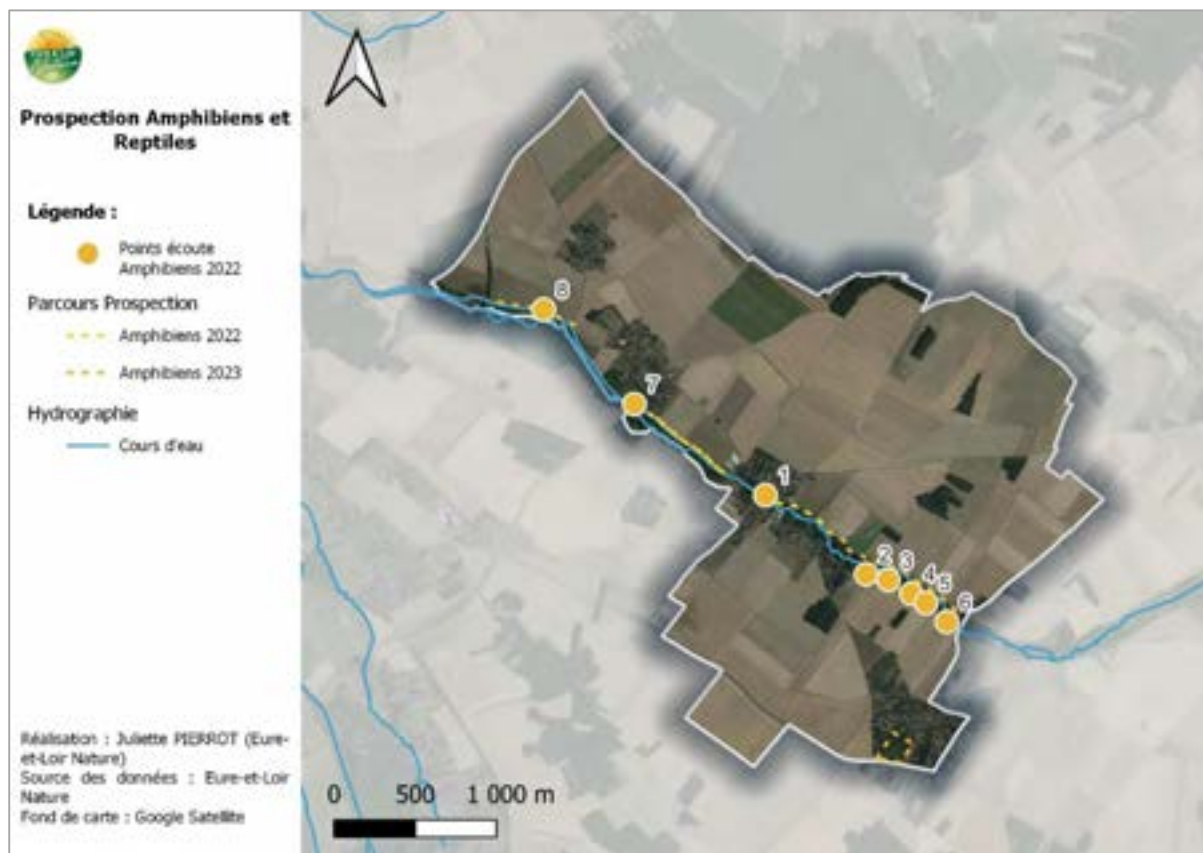 Prospection Amphibiens et
Reptiles
Légende :
Points écoute
Amphibiens 2022
Parcours Prospection
Amphibiens 2022
Amphibiens 2023
Hydrographie
Cours d'eau
Réalisation : Juliette PIERROT (Eure-
et-Loir Nature)
Source des données : Eure-et-Loir
Nature
Fond de carte : Google Satellite
8
7
1
2
3
4
5
6
0 500 1 000 m